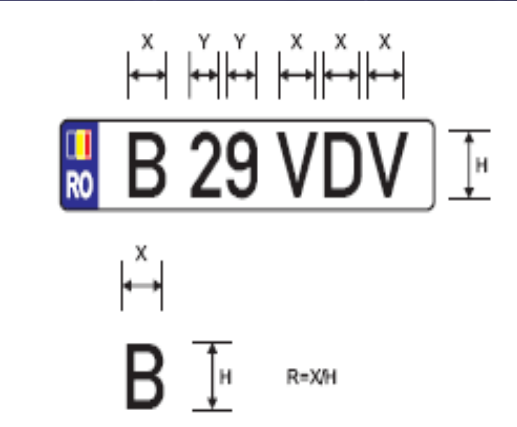 X Y Y X X X
RO B 29 VDV H
X
B H R=X/H